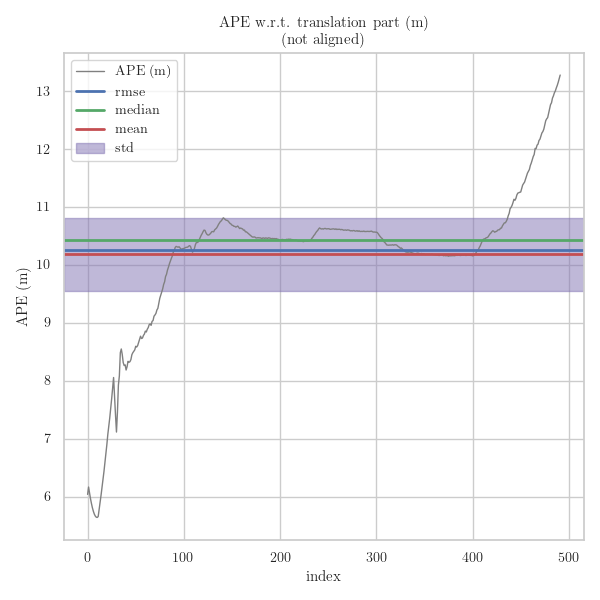 APE w.r.t. translation part (m)
(not aligned)
APE (m)
rmse
median
mean
std
13
12
11
10
9
8
7
6
APE (m)
0
100
200
300
400
500
index